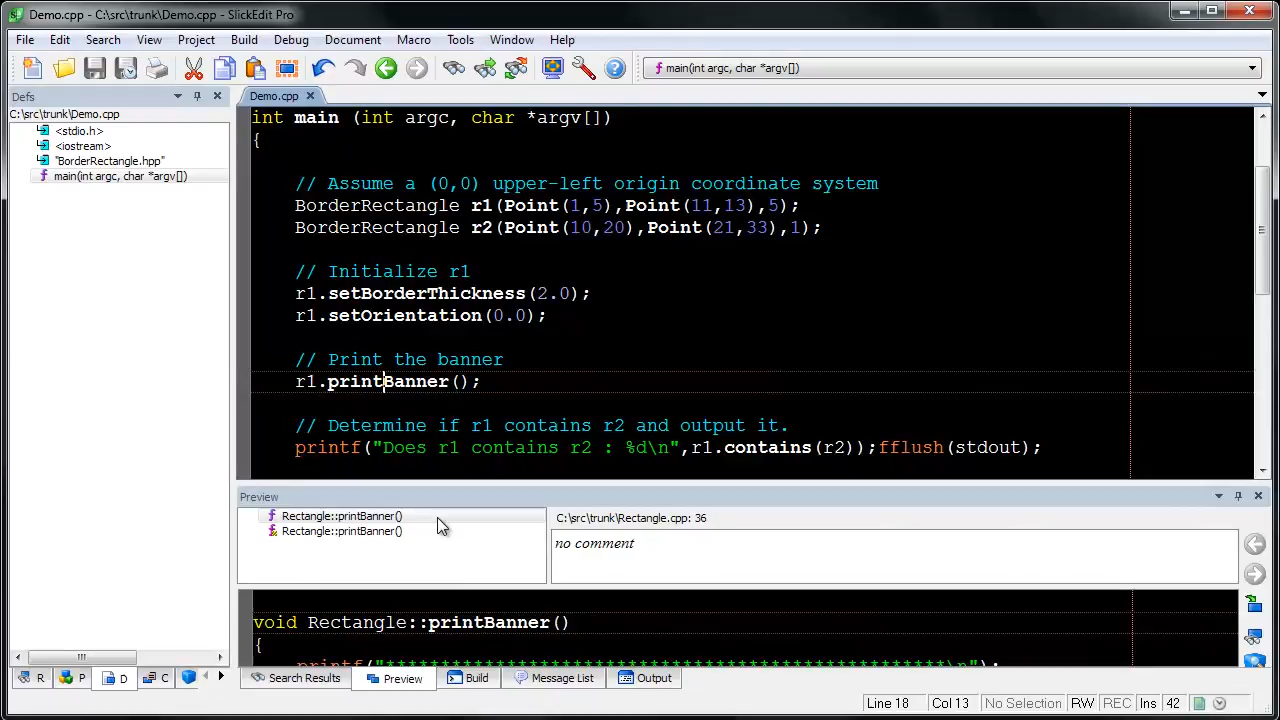 Demo.cpp - C:\src\trunk\Demo.cpp - SlickEdit Pro
File Edit Search View Project Build Debug Document Macro Tools Window Help
main(int argc, char *argv[])
Defs
C:\src\trunk\Demo.cpp
<stdio.h>
<iostream>
"BorderRectangle.hpp"
main(int argc, char *argv[])
Demo.cpp
int main (int argc, char *argv[])
{
// Assume a (0,0) upper-left origin coordinate system
BorderRectangle r1(Point(1,5),Point(11,13),5);
BorderRectangle r2(Point(10,20),Point(21,33),1);
// Initialize r1
r1.setBorderThickness(2.0);
r1.setOrientation(0.0);
// Print the banner
r1.printBanner();
// Determine if r1 contains r2 and output it.
printf("Does r1 contains r2 : %d\n",r1.contains(r2));fflush(stdout);
Preview
Rectangle::printBanner()
Rectangle::printBanner()
C:\src\trunk\Rectangle.cpp: 36
no comment
void Rectangle::printBanner()
{
R P D C
Search Results Preview Build Message List Output
Line 18 Col 13 No Selection RW REC Ins 42